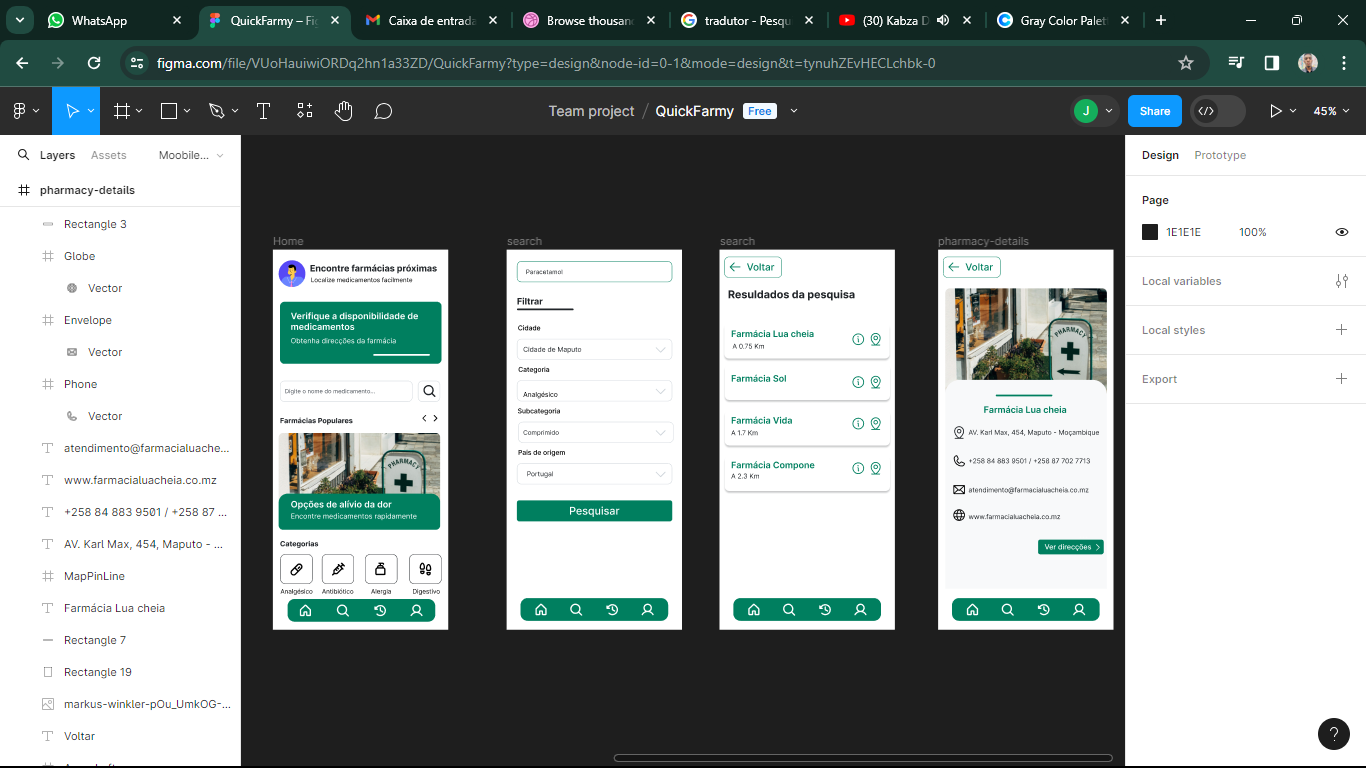 WhatsApp
QuickFarmy – Fi
Caixa de entrada
Browse thousan
tradutor - Pesqu
(30) Kabza D
Gray Color Palet
figma.com/file/VUoHauiwiORDq2hn1a33ZD/QuickFarmy?type=design&node-id=0-1&mode=design&t=tynuhZEvHECLchbk-0
Team project / QuickFarmy Free
J
Share
45%
Layers
Assets
Moobile...
pharmacy-details
Rectangle 3
Globe
Vector
Envelope
Vector
Phone
Vector
atendimento@farmacialuache...
www.farmacialuacheia.co.mz
+258 84 883 9501 / +258 87 ...
AV. Karl Max, 454, Maputo - ...
MapPinLine
Farmácia Lua cheia
Rectangle 7
Rectangle 19
markus-winkler-pOu_UmkOG-...
Voltar
Home
Encontre farmácias próximas
Localize medicamentos facilmente
Verifique a disponibilidade de
medicamentos
Obtenha direcções da farmácia
Digite o nome do medicamento...
Farmácias Populares
PHARMACY
Opções de alívio da dor
Encontre medicamentos rapidamente
Categorias
Analgésico
Antibiótico
Alergia
Digestivo
search
Paracetamol
Filtrar
Cidade
Cidade de Maputo
Categoria
Analgésico
Subcategoria
Comprimido
País de origem
Portugal
Pesquisar
search
Voltar
Resuldados da pesquisa
Farmácia Lua cheia
A 0.75 Km
Farmácia Sol
Farmácia Vida
A 1.7 Km
Farmácia Compone
A 2.3 Km
pharmacy-details
Voltar
PHARMACY
Farmácia Lua cheia
AV. Karl Max, 454, Maputo - Moçambique
+258 84 883 9501 / +258 87 702 7713
atendimento@farmacialuacheia.co.mz
www.farmacialuacheia.co.mz
Ver direcções
Design
Prototype
Page
1E1E1E
100%
Local variables
Local styles
Export
?